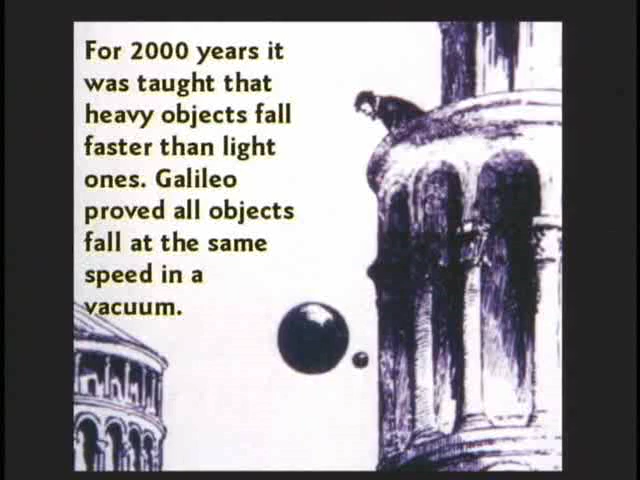 For 2000 years it
was taught that
heavy objects fall
faster than light
ones. Galileo
proved all objects
fall at the same
speed in a
vacuum.